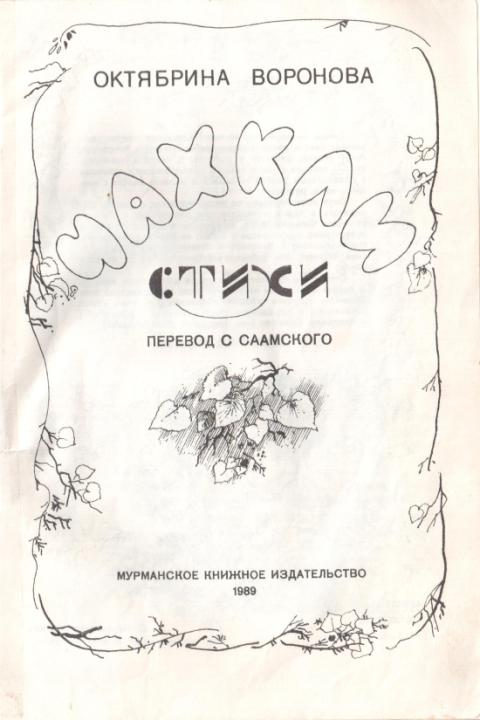 ОКТЯБРИНА ВОРОНОВА
ЧАХКЛИ
СТИХИ
ПЕРЕВОД С СААМСКОГО
МУРМАНСКОЕ КНИЖНОЕ ИЗДАТЕЛЬСТВО
1989